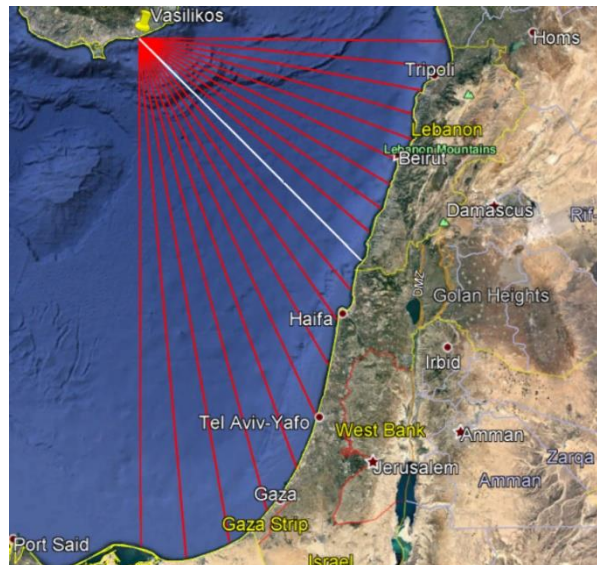 Vasilikos
Homs
Tripoli
Lebanon
Lebanon Mountains
Beirut
Damascus
Rif
DMZ
Golan Heights
Haifa
Irbid
Tel Aviv-Yafo
West Bank
Amman
Zarqa
Jerusalem
Amman
Gaza
Gaza Strip
Port Said
Israel